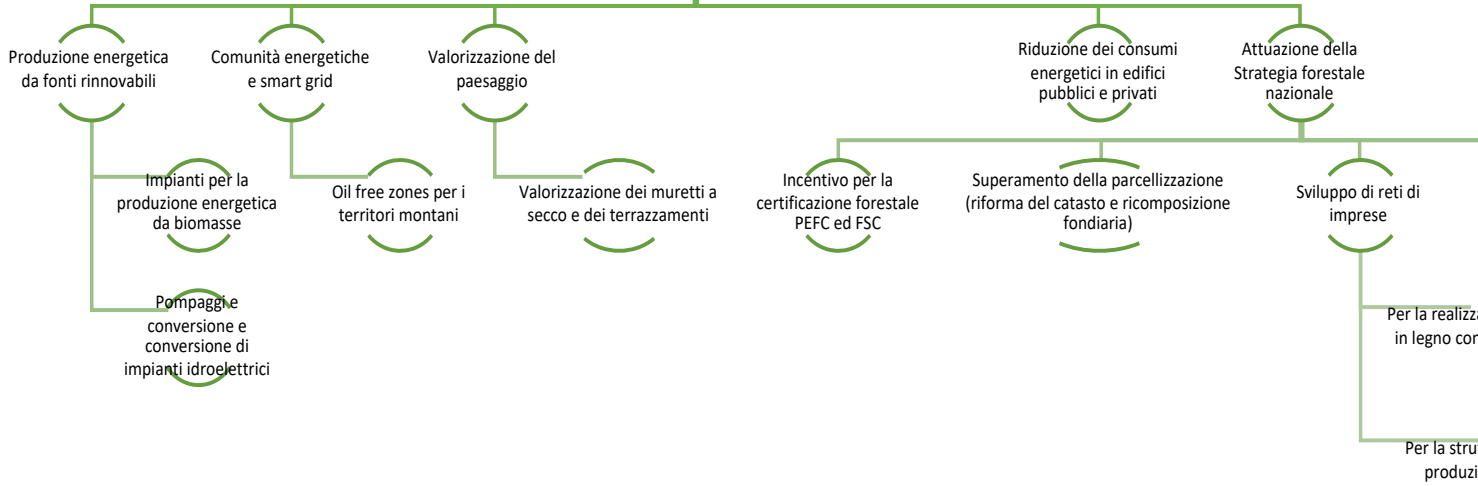 Produzione energetica
da fonti rinnovabili
Comunità energetiche
e smart grid
Valorizzazione del
paesaggio
Riduzione dei consumi
energetici in edifici
pubblici e privati
Attuazione della
Strategia forestale
nazionale
Impianti per la
produzione energetica
da biomasse
Oil free zones per i
territori montani
Valorizzazione dei muretti a
secco e dei terrazzamenti
Incentivo per la
certificazione forestale
PEFC ed FSC
Superamento della parcellizzazione
(riforma del catasto e ricomposizione
fondiaria)
Sviluppo di reti di
imprese
Pompaggi e
conversione e
conversione di
impianti idroelettrici
Per la
in legno
Per la